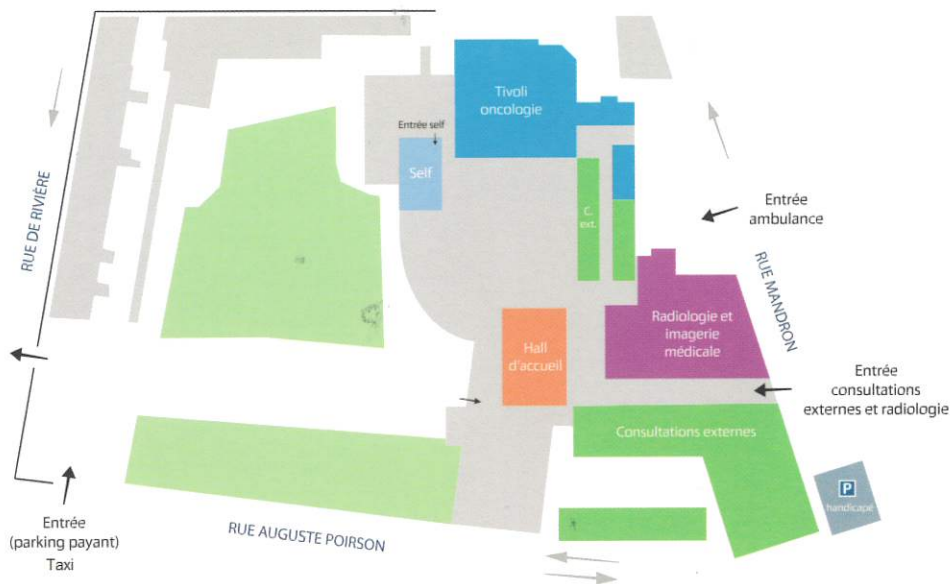 Tivoli
oncologie
Entrée self
Self
C.
ext.
Entrée
ambulance
RUE DE RIVIÈRE
RUE MANDRON
Radiologie et
imagerie
médicale
Hall
d'accueil
Entrée
consultations
externes et radiologie
Consultations externes
P
handicapé
Entrée
(parking payant)
Taxi
RUE AUGUSTE POIRSON